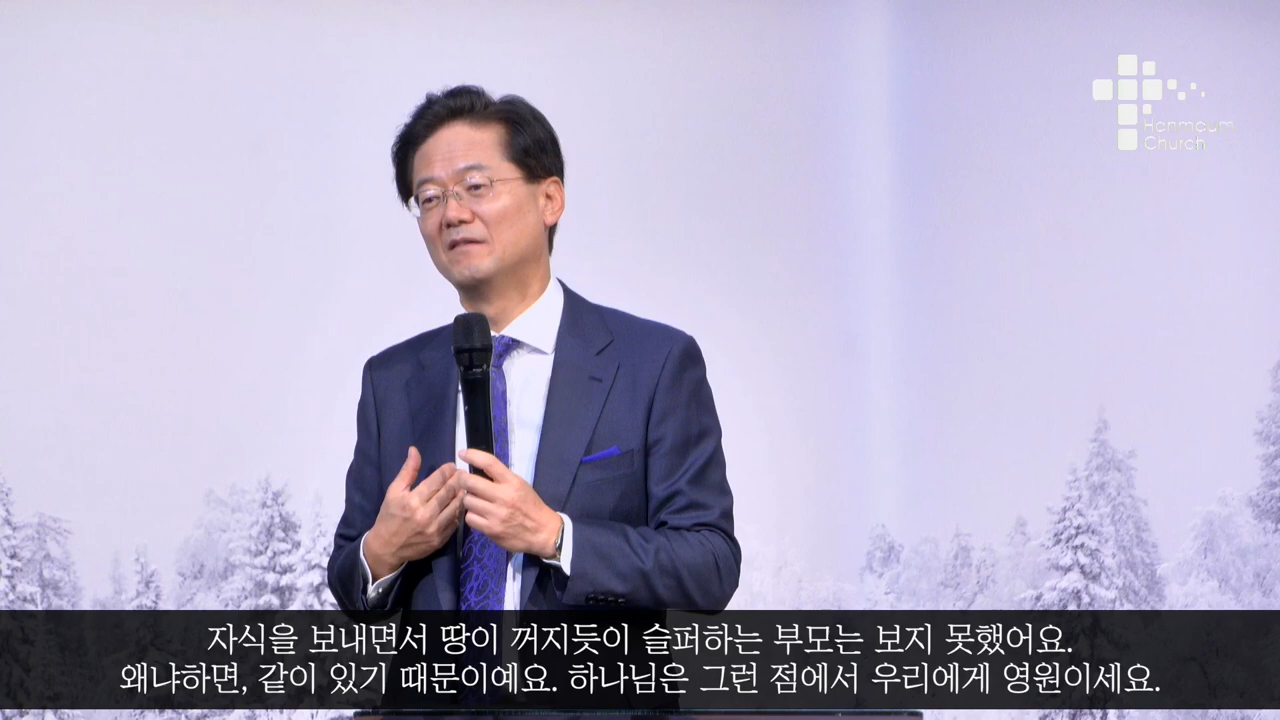 Hanmaum
Church
자식을 보내면서 땅이 꺼지듯이 슬퍼하는 부모는 보지 못했어요.
왜냐하면, 같이 있기 때문이예요. 하나님은 그런 점에서 우리에게 영원이세요.